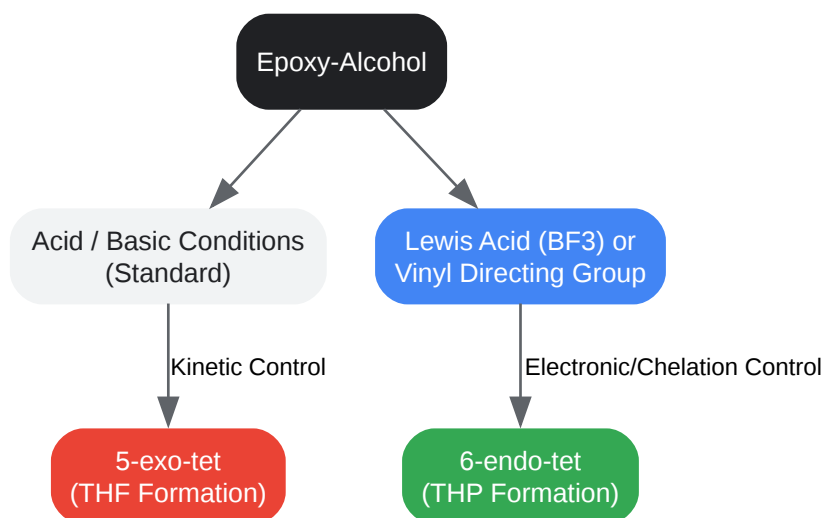 Epoxy-Alcohol
Acid / Basic Conditions
(Standard)
Lewis Acid (BF3) or
Vinyl Directing Group
Kinetic Control
Electronic/Chelation Control
5-exo-tet
(THF Formation)
6-endo-tet
(THP Formation)